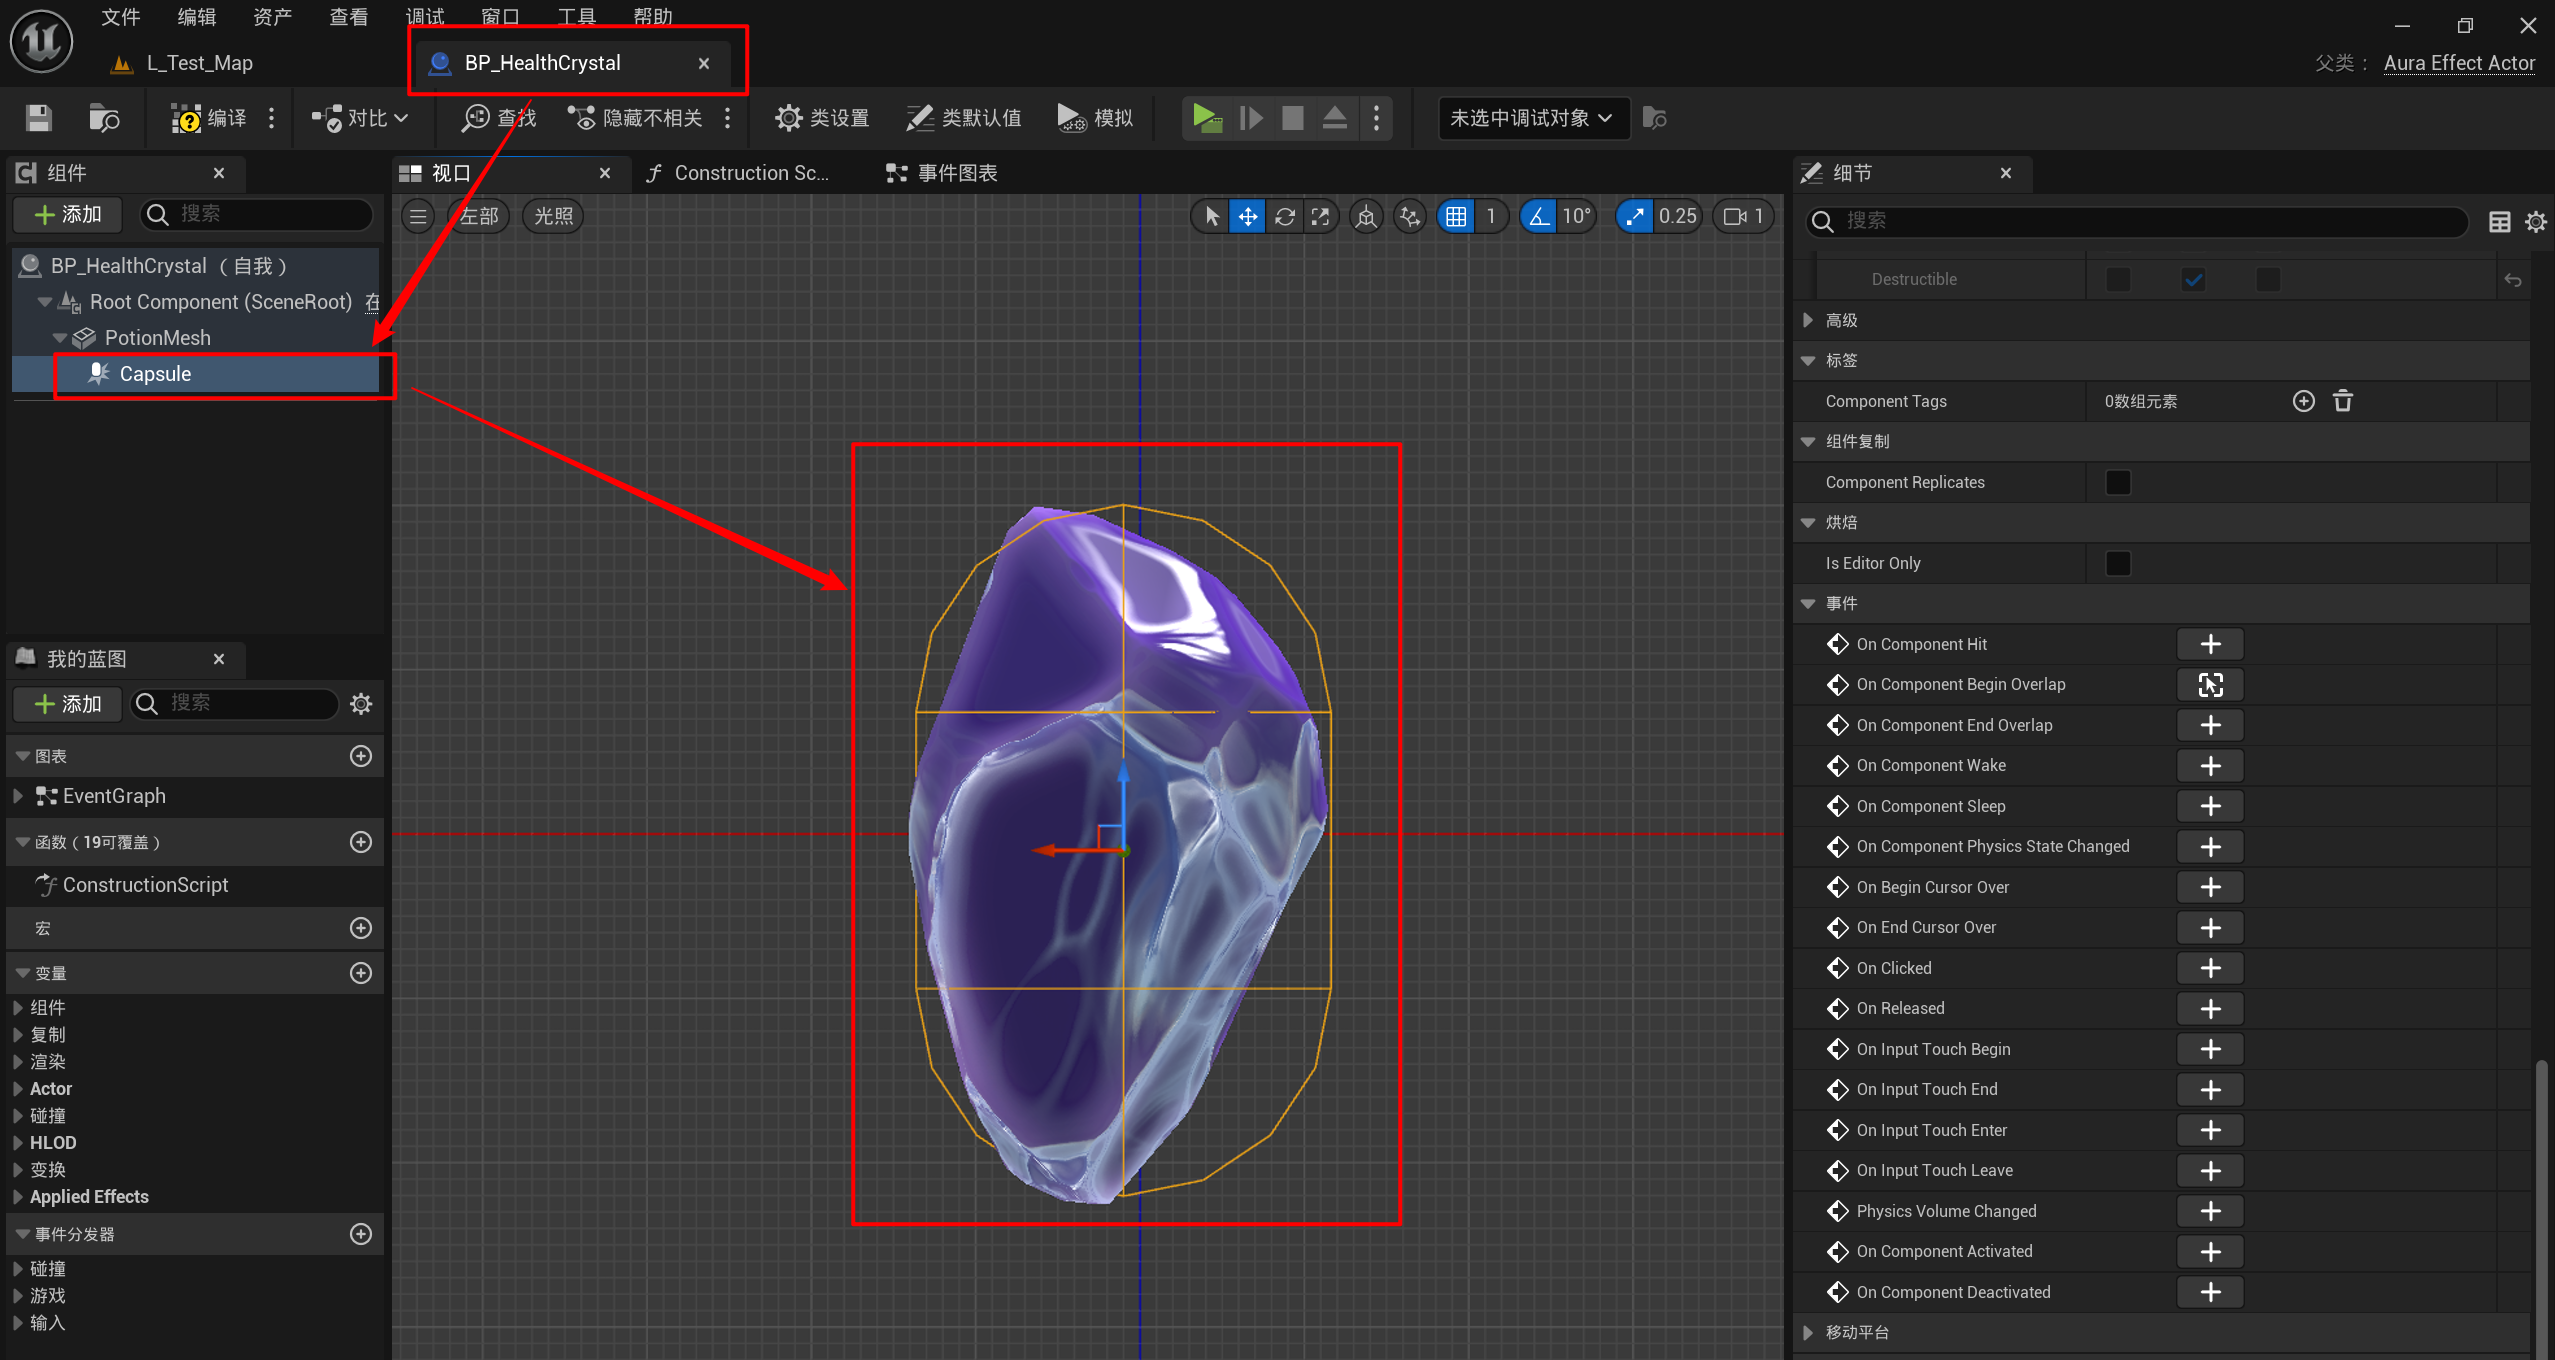 文件 编辑 资产 查看 调试 窗口 工具 帮助
L_Test_Map
BP_HealthCrystal
父类： Aura Effect Actor
编译
对比
查找
隐藏不相关
类设置
类默认值
模拟
未选中调试对象
组件
添加
搜索
BP_HealthCrystal （自我）
Root Component (SceneRoot) 在
PotionMesh
Capsule
我的蓝图
添加
搜索
图表
EventGraph
函数（19可覆盖）
ConstructionScript
宏
变量
组件
复制
渲染
Actor
碰撞
HLOD
变换
Applied Effects
事件分发器
碰撞
游戏
输入
视口
Construction Sc...
事件图表
左部
光照
1
10°
0.25
1
细节
搜索
Destructible
高级
标签
Component Tags
0数组元素
组件复制
Component Replicates
烘焙
Is Editor Only
事件
On Component Hit
On Component Begin Overlap
On Component End Overlap
On Component Wake
On Component Sleep
On Component Physics State Changed
On Begin Cursor Over
On End Cursor Over
On Clicked
On Released
On Input Touch Begin
On Input Touch End
On Input Touch Enter
On Input Touch Leave
Physics Volume Changed
On Component Activated
On Component Deactivated
移动平台